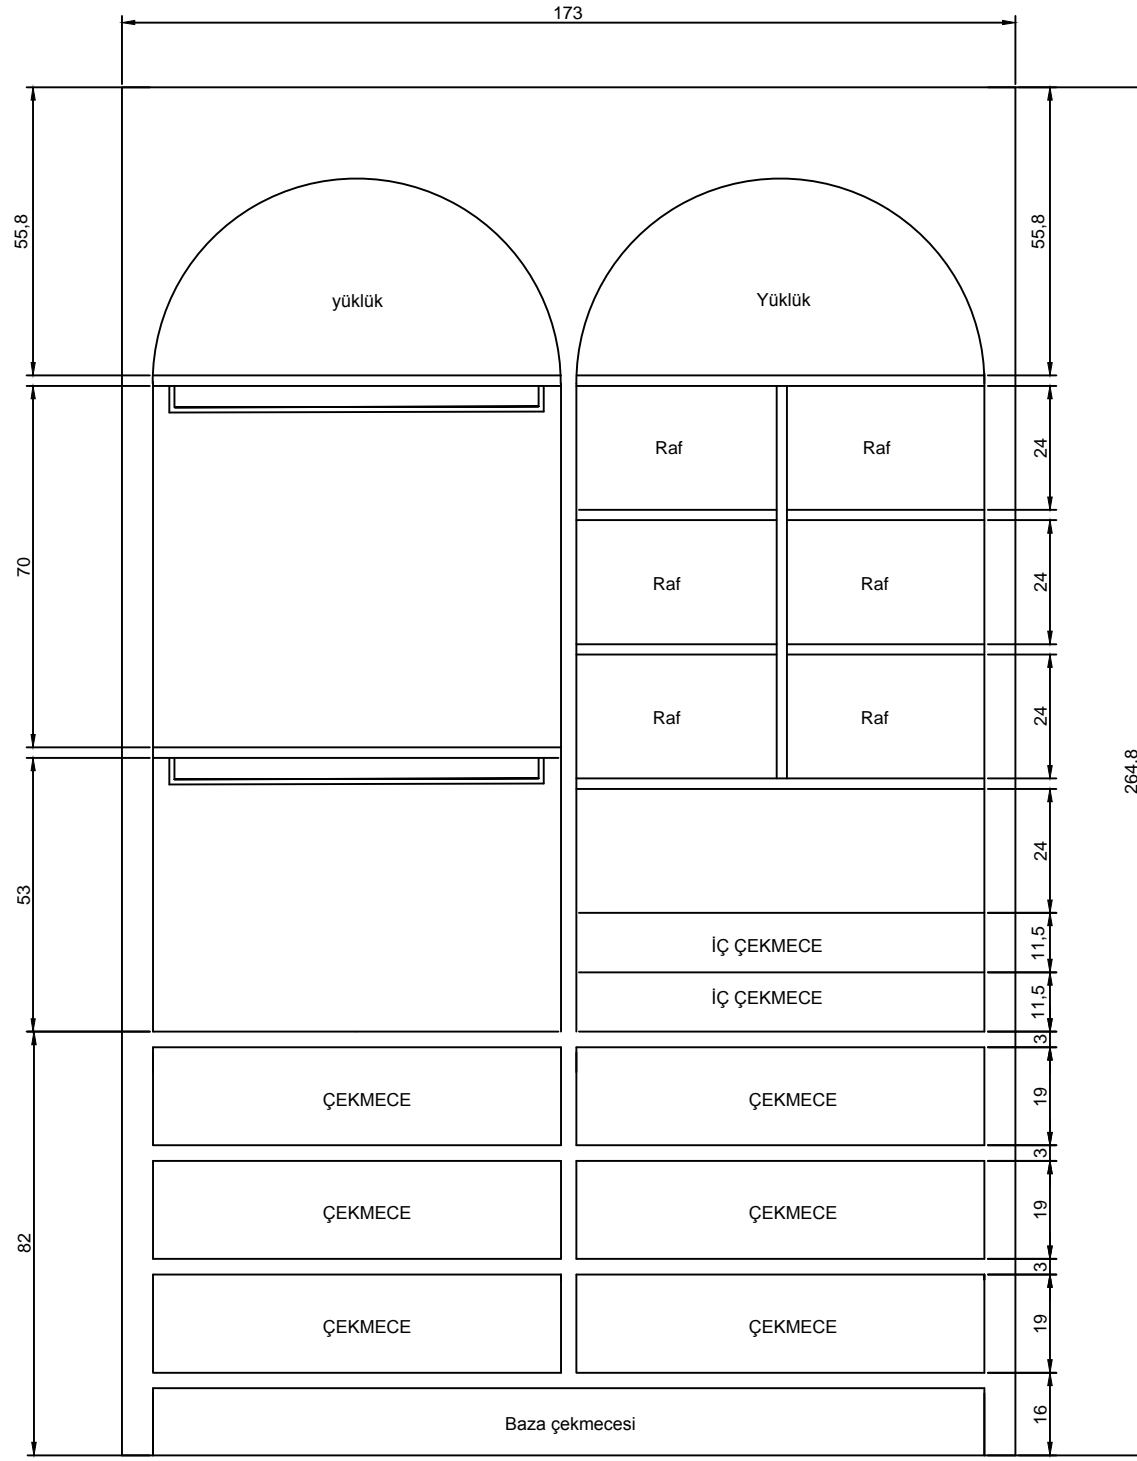 173
55,8
55,8
yüklük
Yüklük
Raf
Raf
24
70
Raf
Raf
24
Raf
Raf
24
264,8
24
53
İÇ ÇEKMECE
11,5
İÇ ÇEKMECE
11,5
3
ÇEKMECE
ÇEKMECE
19
3
ÇEKMECE
ÇEKMECE
19
82
3
ÇEKMECE
ÇEKMECE
19
Baza çekmecesi
16